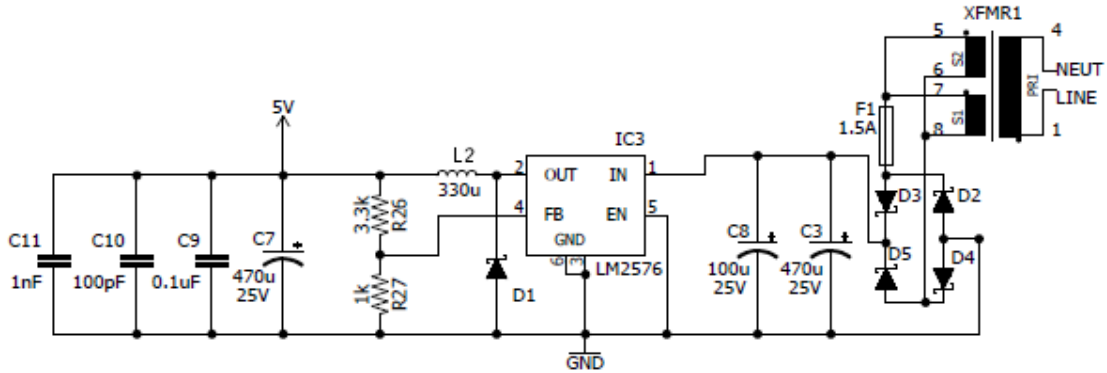 XFMR1
5
4
S2
6
NEUT
PRI
7
LINE
S1
8
1
F1
1.5A
5V
IC3
L2
330u
2
OUT
IN
1
4
FB
EN
5
GND
6
3
LM2576
3.3k
R26
1k
R27
D1
D3
D2
D5
D4
C11
1nF
C10
100pF
C9
0.1uF
C7
+
470u
25V
C8
+
100u
25V
C3
+
470u
25V
GND